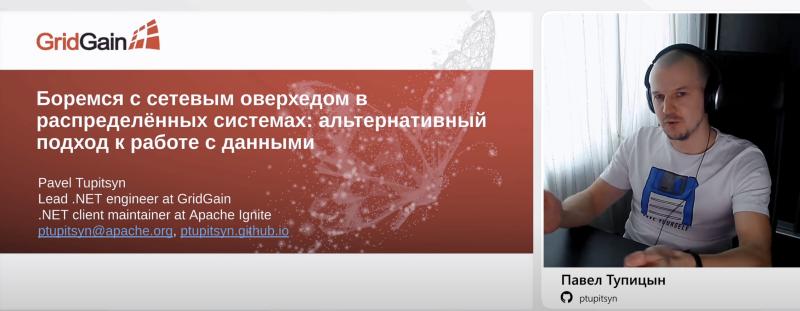 GridGain
Боремся с сетевым оверхедом в
распределённых системах: альтернативный
подход к работе с данными
Pavel Tupitsyn
Lead .NET engineer at GridGain
.NET client maintainer at Apache Ignite
ptupitsyn@apache.org, ptupitsyn.github.io
YOURSELF
Павел Тупицын
ptupitsyn